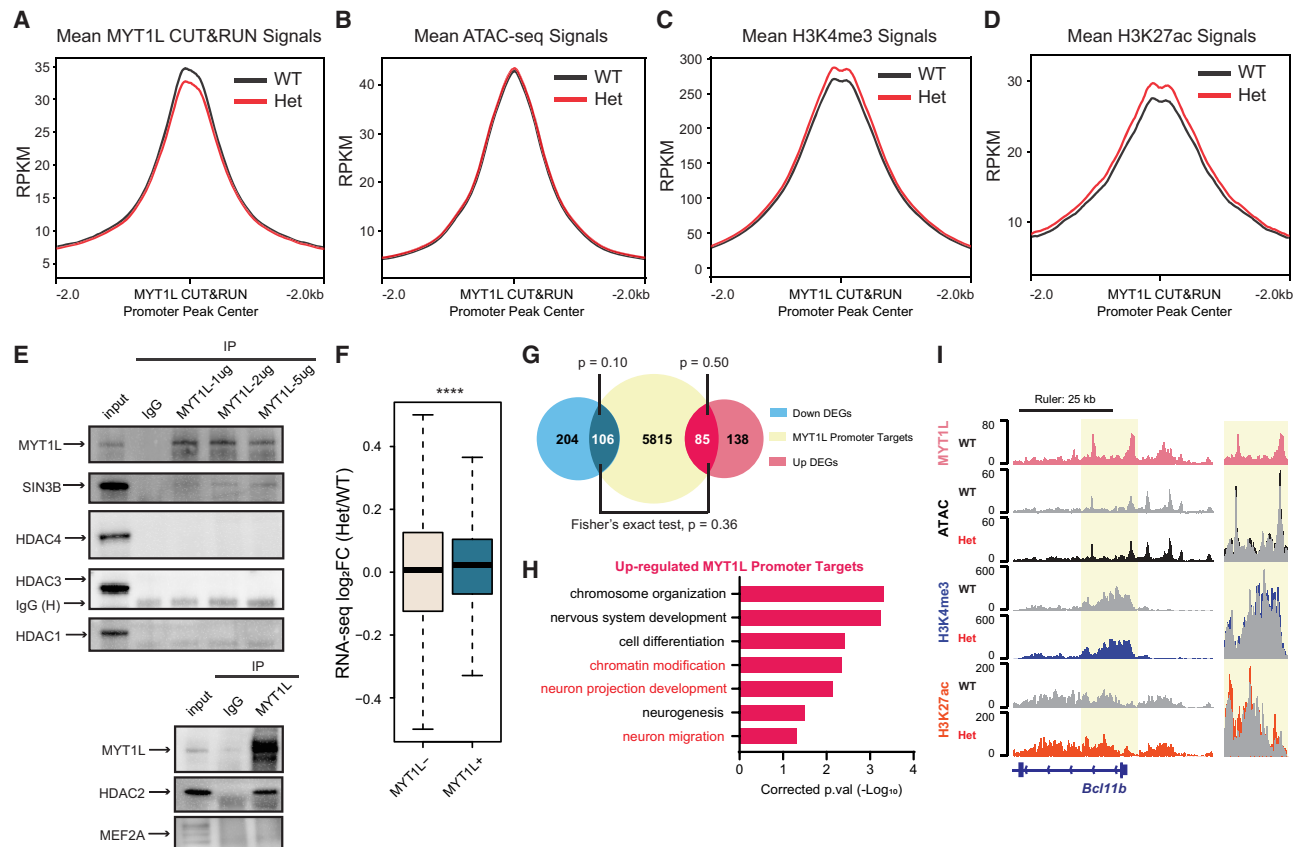 A
Mean MYT1L CUT&RUN Signals
RPKM
35
30
25
20
15
10
5
WT
Het
-2.0
MYT1L CUT&RUN
Promoter Peak Center
-2.0kb
B
Mean ATAC-seq Signals
RPKM
40
30
20
10
WT
Het
-2.0
MYT1L CUT&RUN
Promoter Peak Center
-2.0kb
C
Mean H3K4me3 Signals
RPKM
300
250
200
150
100
50
0
WT
Het
-2.0
MYT1L CUT&RUN
Promoter Peak Center
-2.0kb
D
Mean H3K27ac Signals
RPKM
30
20
10
WT
Het
-2.0
MYT1L CUT&RUN
Promoter Peak Center
-2.0kb
E
IP
input
IgG
MYT1L-1ug
MYT1L-2ug
MYT1L-5ug
MYT1L
SIN3B
HDAC4
HDAC3
IgG (H)
HDAC1
IP
input
IgG
MYT1L
MYT1L
HDAC2
MEF2A
F
****
RNA-seq log₂FC (Het/WT)
0.4
0.2
0.0
−0.2
−0.4
MYT1L−
MYT1L+
G
p = 0.10
p = 0.50
204
106
5815
85
138
Down DEGs
MYT1L Promoter Targets
Up DEGs
Fisher's exact test, p = 0.36
H
Up-regulated MYT1L Promoter Targets
chromosome organization
nervous system development
cell differentiation
chromatin modification
neuron projection development
neurogenesis
neuron migration
0 1 2 3 4
Corrected p.val (-Log₁₀)
I
Ruler: 25 kb
MYT1L
WT
80
0
ATAC
WT
60
0
Het
60
0
H3K4me3
WT
600
0
Het
600
0
H3K27ac
WT
200
0
Het
200
0
Bcl11b